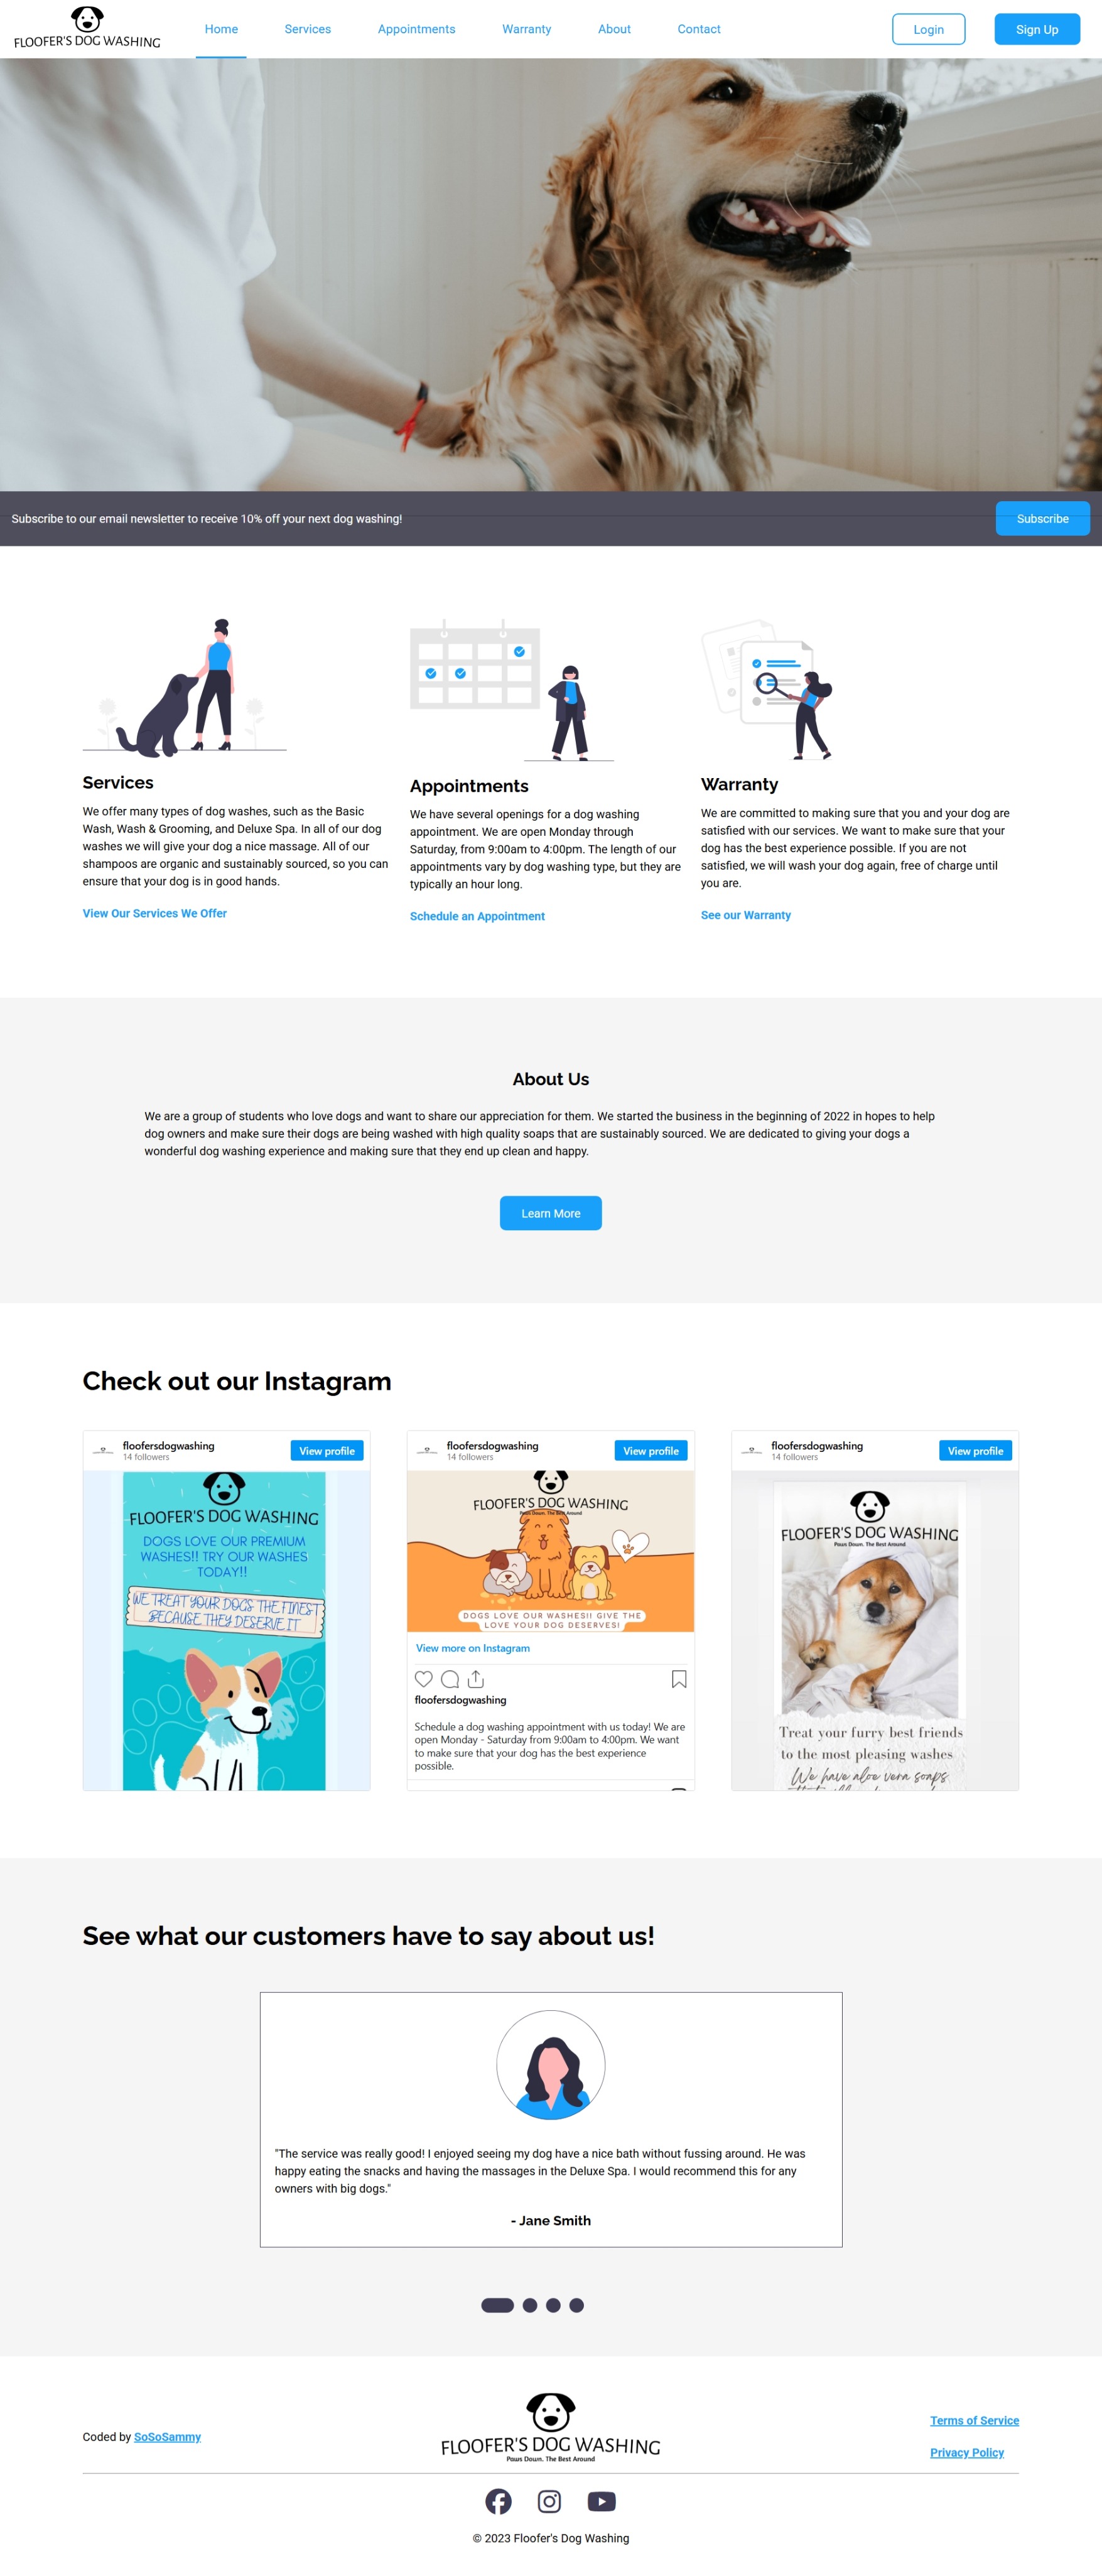 FLOOFER'S DOG WASHING
Home
Services
Appointments
Warranty
About
Contact
Login
Sign Up
Subscribe to our email newsletter to receive 10% off your next dog washing!
Subscribe
Services
We offer many types of dog washes, such as the Basic
Wash, Wash & Grooming, and Deluxe Spa. In all of our dog
washes we will give your dog a nice massage. All of our
shampoos are organic and sustainably sourced, so you can
ensure that your dog is in good hands.
View Our Services We Offer
Appointments
We have several openings for a dog washing
appointment. We are open Monday through
Saturday, from 9:00am to 4:00pm. The length of our
appointments vary by dog washing type, but they are
typically an hour long.
Schedule an Appointment
Warranty
We are committed to making sure that you and your dog are
satisfied with our services. We want to make sure that your
dog has the best experience possible. If you are not
satisfied, we will wash your dog again, free of charge until
you are.
See our Warranty
About Us
We are a group of students who love dogs and want to share our appreciation for them. We started the business in the beginning of 2022 in hopes to help
dog owners and make sure their dogs are being washed with high quality soaps that are sustainably sourced. We are dedicated to giving your dogs a
wonderful dog washing experience and making sure that they end up clean and happy.
Learn More
Check out our Instagram
floofersdogwashing
14 followers
View profile
FLOOFER'S DOG WASHING
DOGS LOVE OUR PREMIUM
WASHES!! TRY OUR WASHES
TODAY!!
WE TREAT YOUR DOGS THE FINEST
BECAUSE THEY DESERVE IT
floofersdogwashing
14 followers
View profile
FLOOFER'S DOG WASHING
Paws Down. The Best Around
DOGS LOVE OUR WASHES!! GIVE THE
LOVE YOUR DOG DESERVES!
View more on Instagram
floofersdogwashing
Schedule a dog washing appointment with us today! We are
open Monday - Saturday from 9:00am to 4:00pm. We want
to make sure that your dog has the best experience
possible.
floofersdogwashing
14 followers
View profile
FLOOFER'S DOG WASHING
Paws Down. The Best Around
Treat your furry best friends
to the most pleasing washes
We have aloe vera soaps
See what our customers have to say about us!
"The service was really good! I enjoyed seeing my dog have a nice bath without fussing around. He was
happy eating the snacks and having the massages in the Deluxe Spa. I would recommend this for any
owners with big dogs."
- Jane Smith
Coded by SoSoSammy
FLOOFER'S DOG WASHING
Paws Down. The Best Around
Terms of Service
Privacy Policy
© 2023 Floofer's Dog Washing